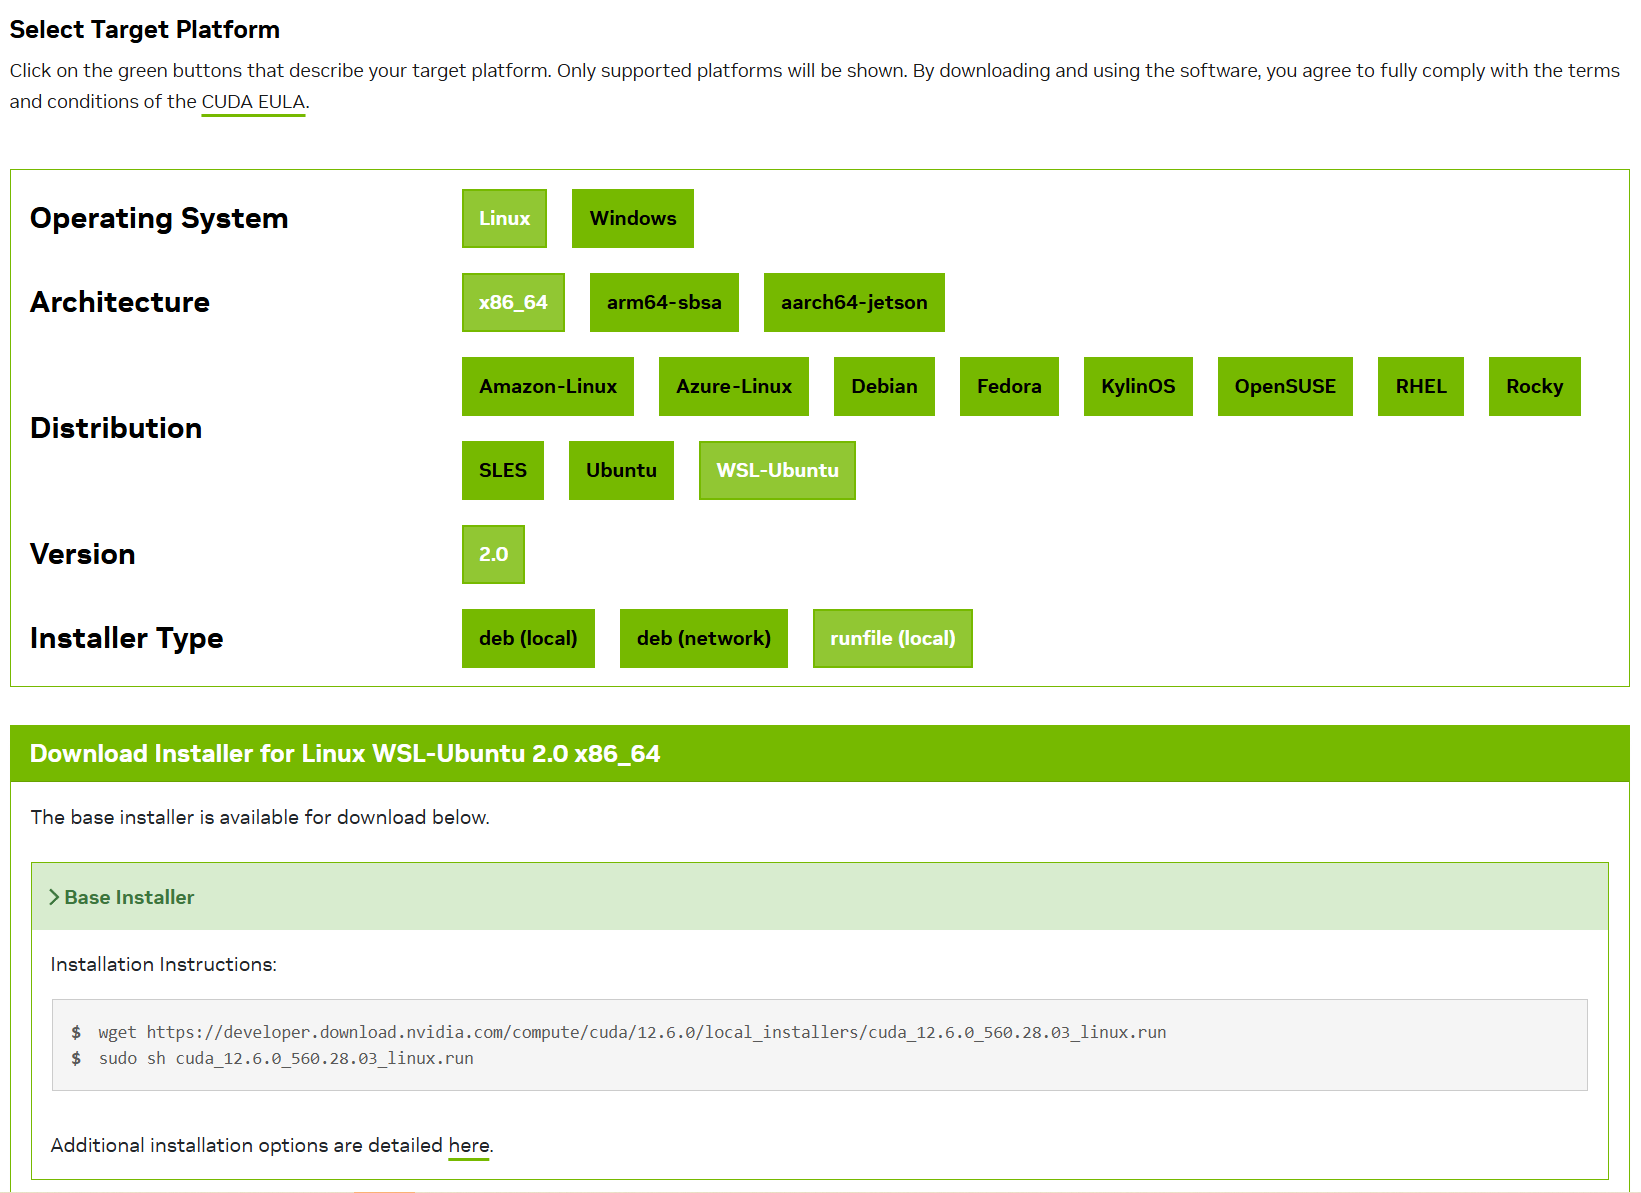 Select Target Platform
Click on the green buttons that describe your target platform. Only supported platforms will be shown. By downloading and using the software, you agree to fully comply with the terms
and conditions of the CUDA EULA.
Operating System
Linux Windows
Architecture
x86_64 arm64-sbsa aarch64-jetson
Distribution
Amazon-Linux Azure-Linux Debian Fedora KylinOS OpenSUSE RHEL Rocky
SLES Ubuntu WSL-Ubuntu
Version
2.0
Installer Type
deb (local) deb (network) runfile (local)
Download Installer for Linux WSL-Ubuntu 2.0 x86_64
The base installer is available for download below.
Base Installer
Installation Instructions:
$ wget https://developer.download.nvidia.com/compute/cuda/12.6.0/local_installers/cuda_12.6.0_560.28.03_linux.run
$ sudo sh cuda_12.6.0_560.28.03_linux.run
Additional installation options are detailed here.